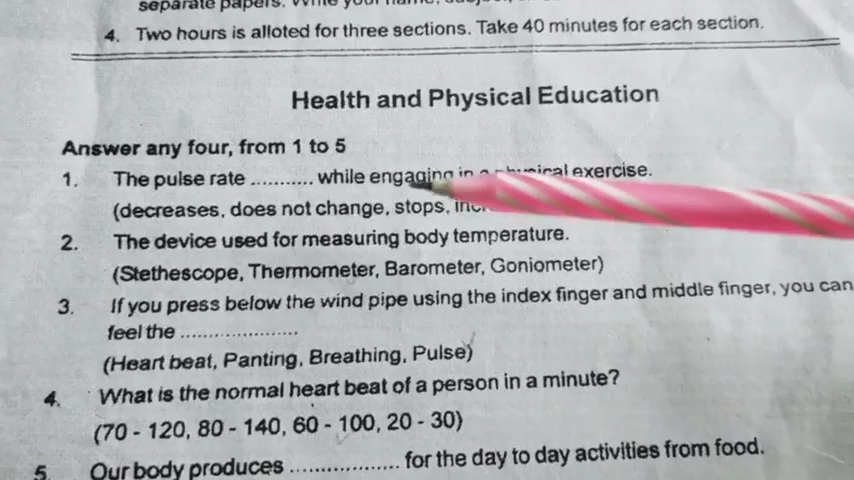 separate papers.
4. Two hours is alloted for three sections. Take 40 minutes for each section.
Health and Physical Education
Answer any four, from 1 to 5
1. The pulse rate ........... while engaging in a physical exercise.
(decreases, does not change, stops,
2. The device used for measuring body temperature.
(Stethescope, Thermometer, Barometer, Goniometer)
3. If you press below the wind pipe using the index finger and middle finger, you can
feel the .....................
(Heart beat, Panting, Breathing, Pulse)
4. What is the normal heart beat of a person in a minute?
(70 - 120, 80 - 140, 60 - 100, 20 - 30)
5. Our body produces ................... for the day to day activities from food.